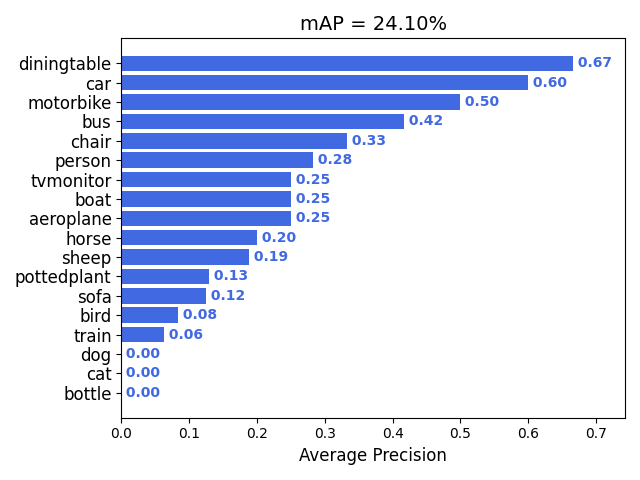 mAP = 24.10%
diningtable 0.67
car 0.60
motorbike 0.50
bus 0.42
chair 0.33
person 0.28
tvmonitor 0.25
boat 0.25
aeroplane 0.25
horse 0.20
sheep 0.19
pottedplant 0.13
sofa 0.12
bird 0.08
train 0.06
dog 0.00
cat 0.00
bottle 0.00
0.0 0.1 0.2 0.3 0.4 0.5 0.6 0.7
Average Precision